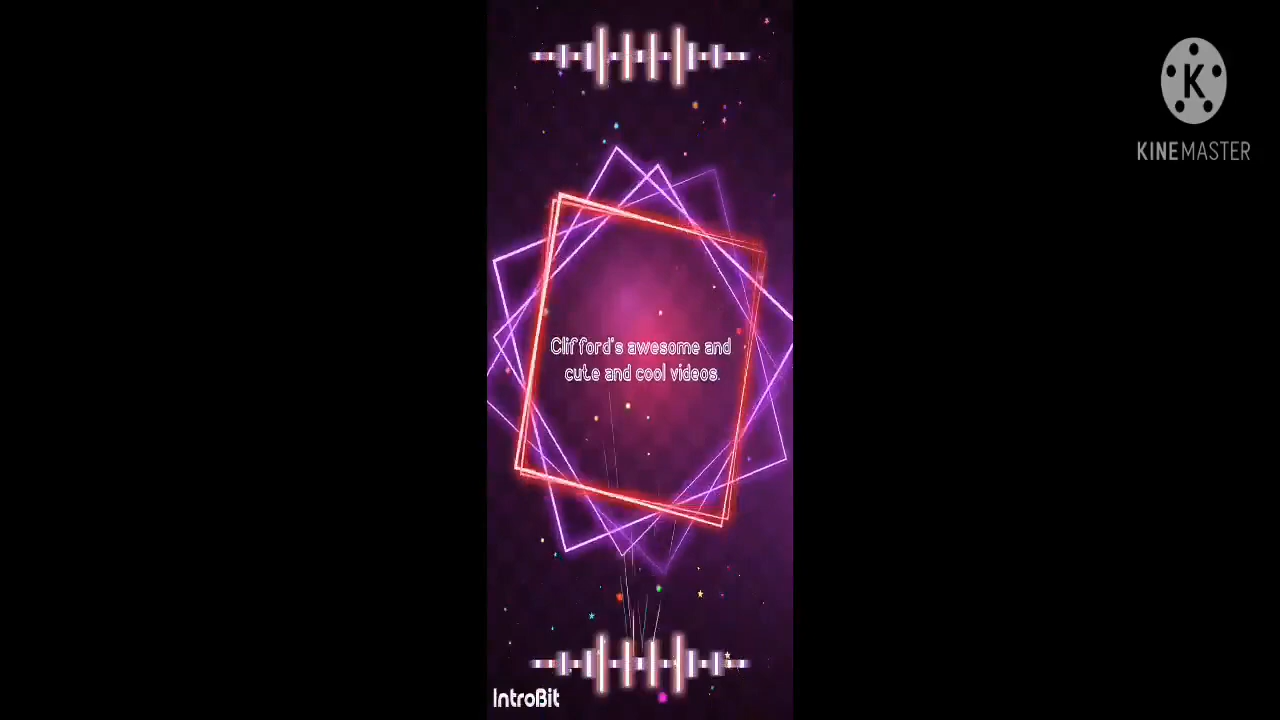 K
KINEMASTER
Clifford's awesome and
cute and cool videos.
IntroBit